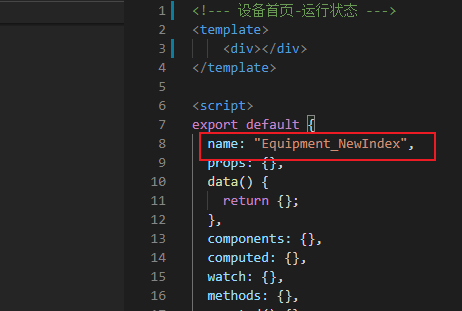 1 <!--- 设备首页-运行状态 --->
2 <template>
3 <div></div>
4 </template>
5
6 <script>
7 export default {
8 name: "Equipment_NewIndex",
9 props: {},
10 data() {
11 return {};
12 },
13 components: {},
14 computed: {},
15 watch: {},
16 methods: {},